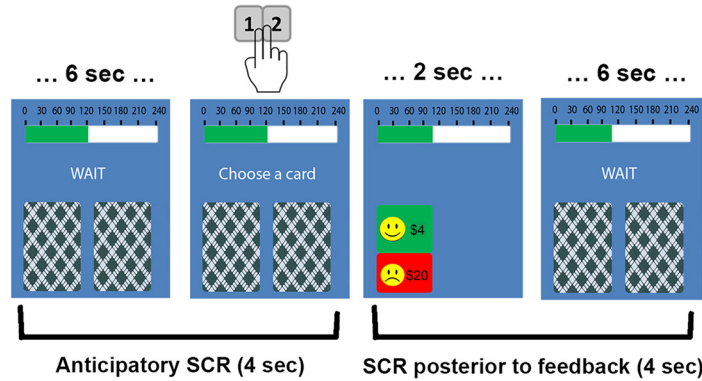 1 2
... 6 sec ...
... 2 sec ...
... 6 sec ...
0 30 60 90 120 150 180 210 240
WAIT
0 30 60 90 120 150 180 210 240
Choose a card
0 30 60 90 120 150 180 210 240
$4
$20
0 30 60 90 120 150 180 210 240
WAIT
Anticipatory SCR (4 sec)
SCR posterior to feedback (4 sec)